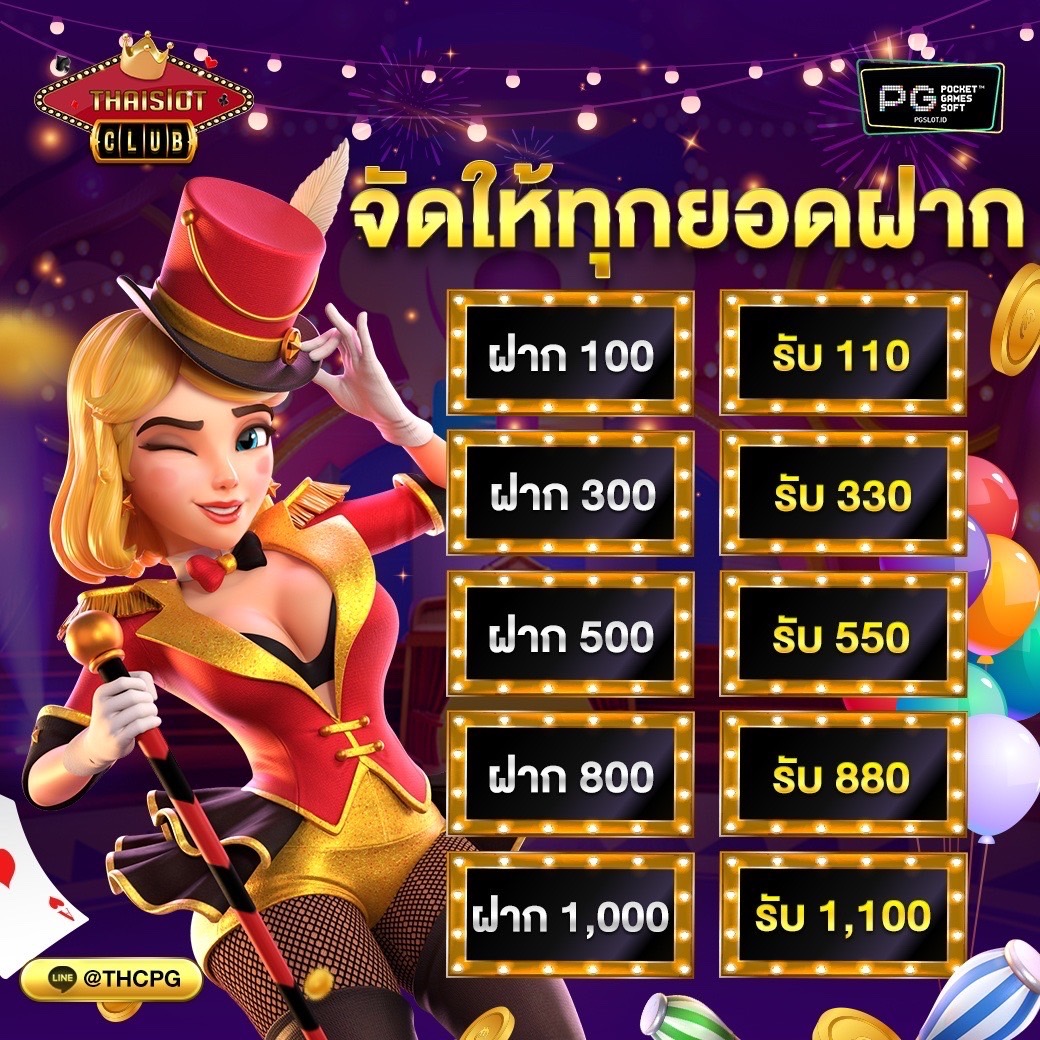 THAISLOT
CLUB
PG POCKET™ GAMES SOFT
PGSLOT.ID
จัดให้ทุกยอดฝาก
ฝาก 100 รับ 110
ฝาก 300 รับ 330
ฝาก 500 รับ 550
ฝาก 800 รับ 880
ฝาก 1,000 รับ 1,100
A
LINE @THCPG